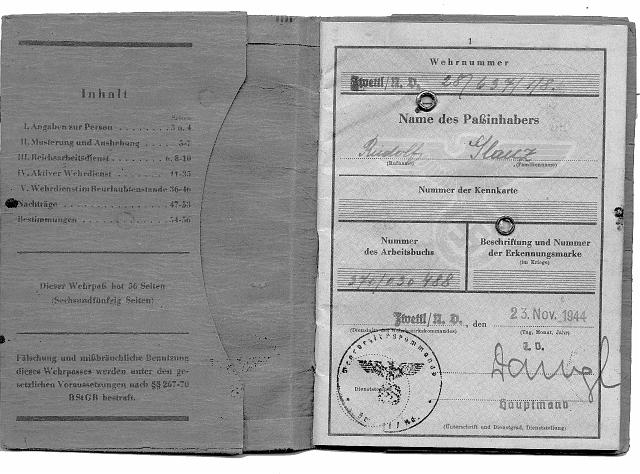 Inhalt
Seiten
I. Angaben zur Person 3 u. 4
II. Musterung und Aushebung 5-7
III. Reichsarbeitsdienst 6, 8-10
IV. Aktiver Wehrdienst 11-35
V. Wehrdienst im Beurlaubtenstande 36-46
Nachträge 47-53
Bestimmungen 54-56
Dieser Wehrpaß hat 56 Seiten
(Sechsundfünfzig Seiten)
Fälschung und mißbräuchliche Benutzung
dieses Wehrpasses werden unter den ge-
setzlichen Voraussetzungen nach §§ 267-70
RStGB bestraft.
1
Wehrnummer
Zwettl/N. D.
Name des Paßinhabers
Rudolf
(Rufname) (Familienname)
Nummer der Kennkarte
Nummer
des Arbeitsbuchs
Beschriftung und Nummer
der Erkennungsmarke
(im Kriege)
340/030 488
Zwettl/N. D., den 23. Nov. 1944
(Tag, Monat, Jahr)
Dienststempel
Hauptmann
(Unterschrift und Dienstgrad, Dienststellung)